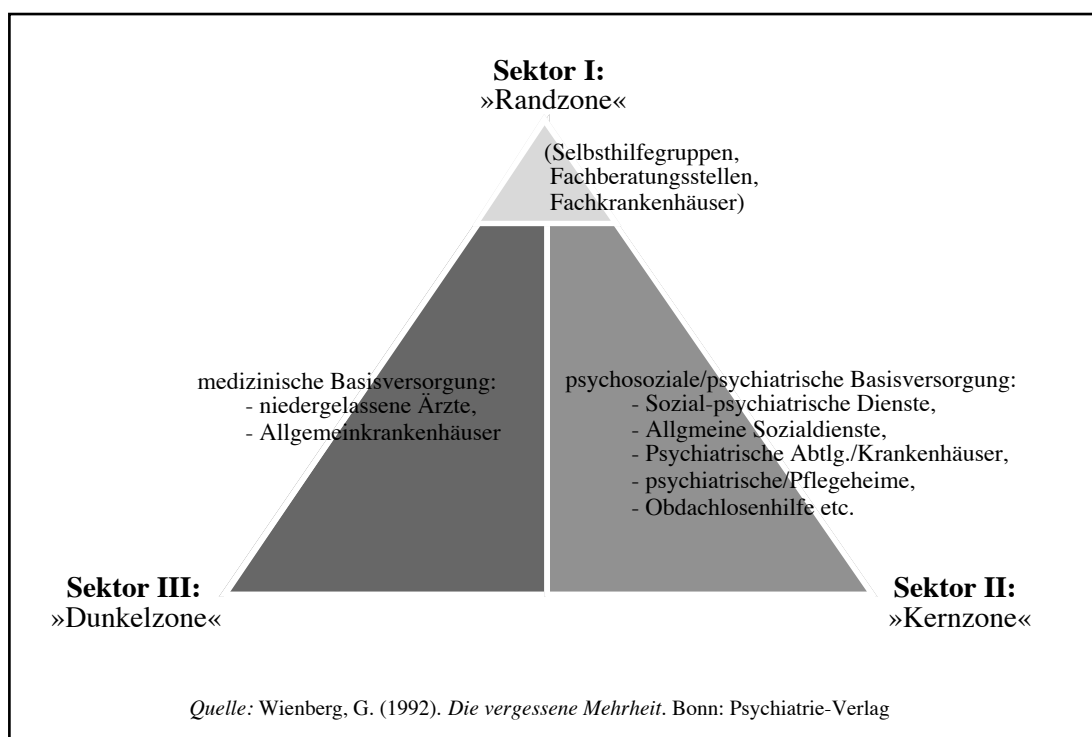 Sektor I:
»Randzone«
(Selbsthilfegruppen,
Fachberatungsstellen,
Fachkrankenhäuser)
medizinische Basisversorgung:
- niedergelassene Ärzte,
- Allgemeinkrankenhäuser
psychosoziale/psychiatrische Basisversorgung:
- Sozial-psychiatrische Dienste,
- Allgmeine Sozialdienste,
- Psychiatrische Abtlg./Krankenhäuser,
- psychiatrische/Pflegeheime,
- Obdachlosenhilfe etc.
Sektor III:
»Dunkelzone«
Sektor II:
»Kernzone«
Quelle: Wienberg, G. (1992). Die vergessene Mehrheit. Bonn: Psychiatrie-Verlag